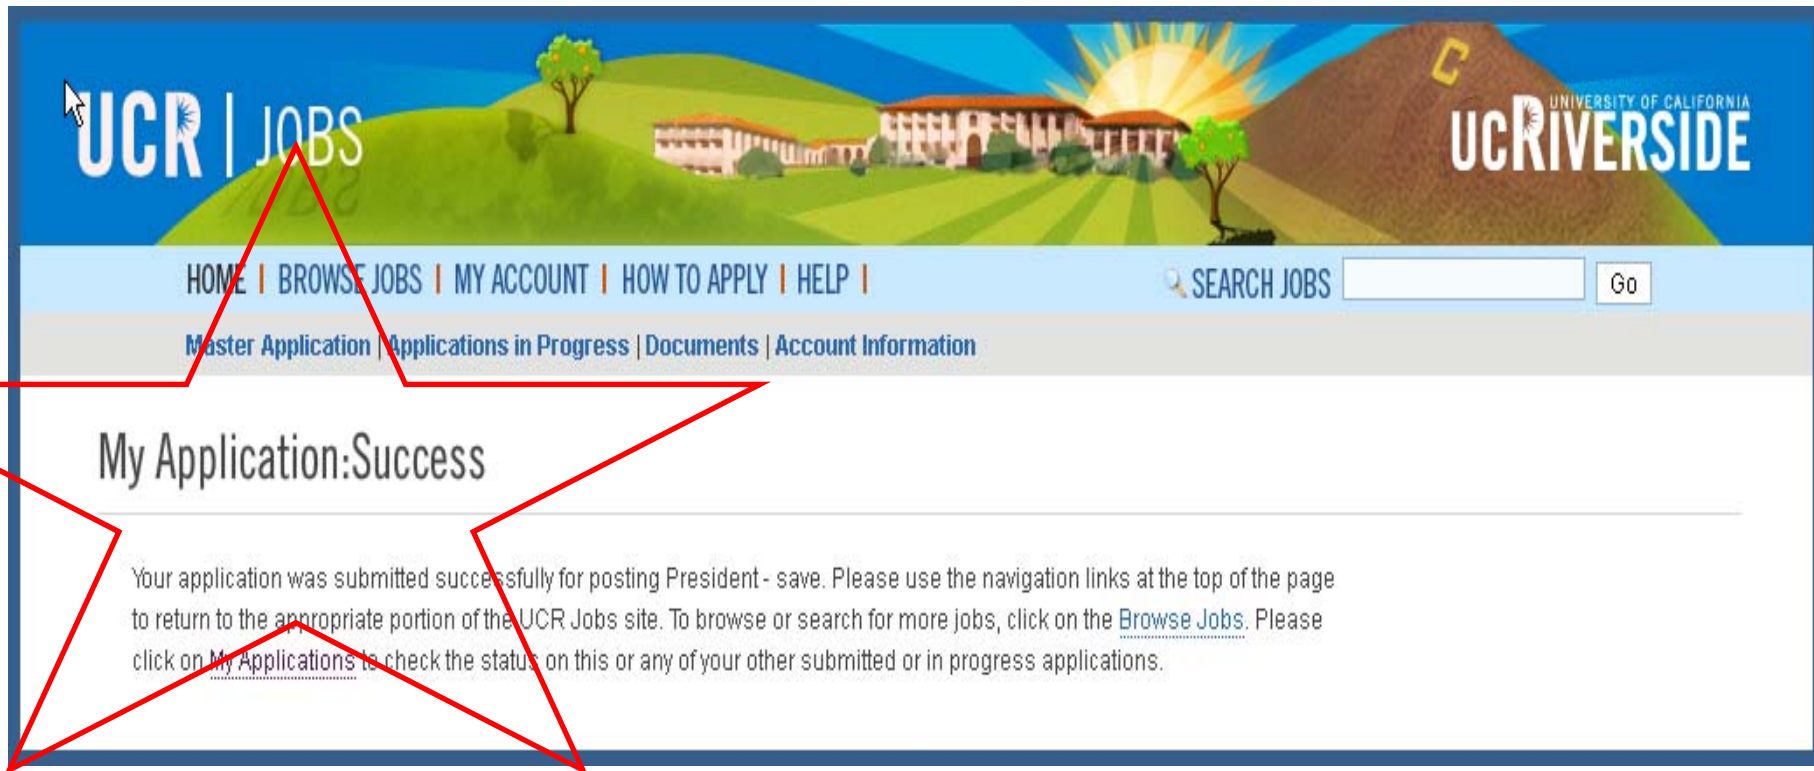 UCR | JOBS
UNIVERSITY OF CALIFORNIA
UCRIVERSIDE
C
HOME | BROWSE JOBS | MY ACCOUNT | HOW TO APPLY | HELP |
SEARCH JOBS
Go
Master Application | Applications in Progress | Documents | Account Information
My Application:Success
Your application was submitted successfully for posting President - save. Please use the navigation links at the top of the page
to return to the appropriate portion of the UCR Jobs site. To browse or search for more jobs, click on the Browse Jobs. Please
click on My Applications to check the status on this or any of your other submitted or in progress applications.